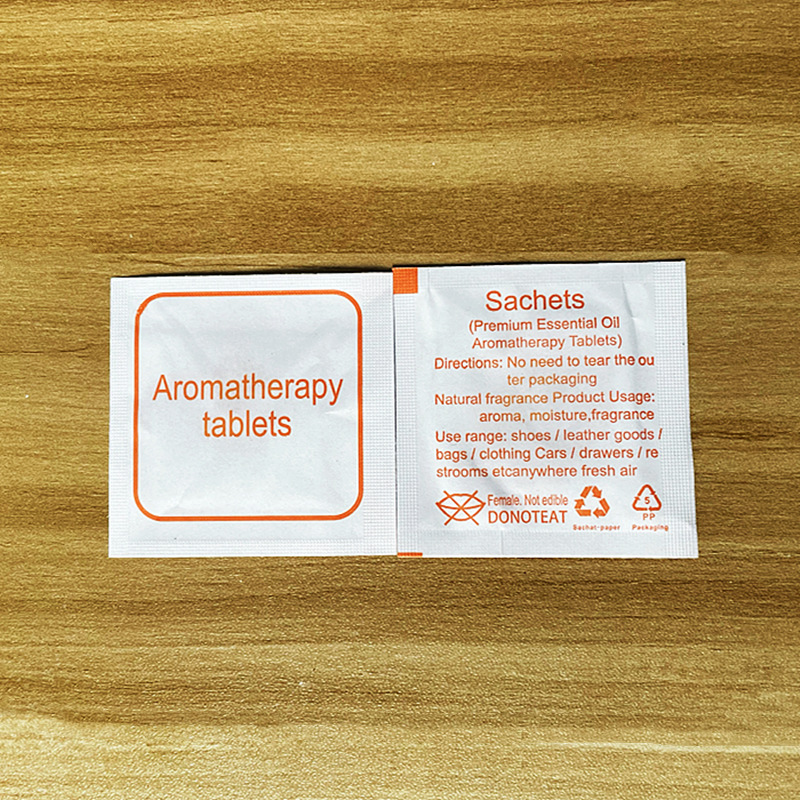 Aromatherapy
tablets
Sachets
(Premium Essential Oil
Aromatherapy Tablets)
Directions: No need to tear the ou
ter packaging
Natural fragrance Product Usage:
aroma, moisture,fragrance
Use range: shoes / leather goods /
bags / clothing Cars / drawers / re
strooms etcanywhere fresh air
Female, Not edible
DONOTEAT
Sachat-paper
5
PP
Packaging